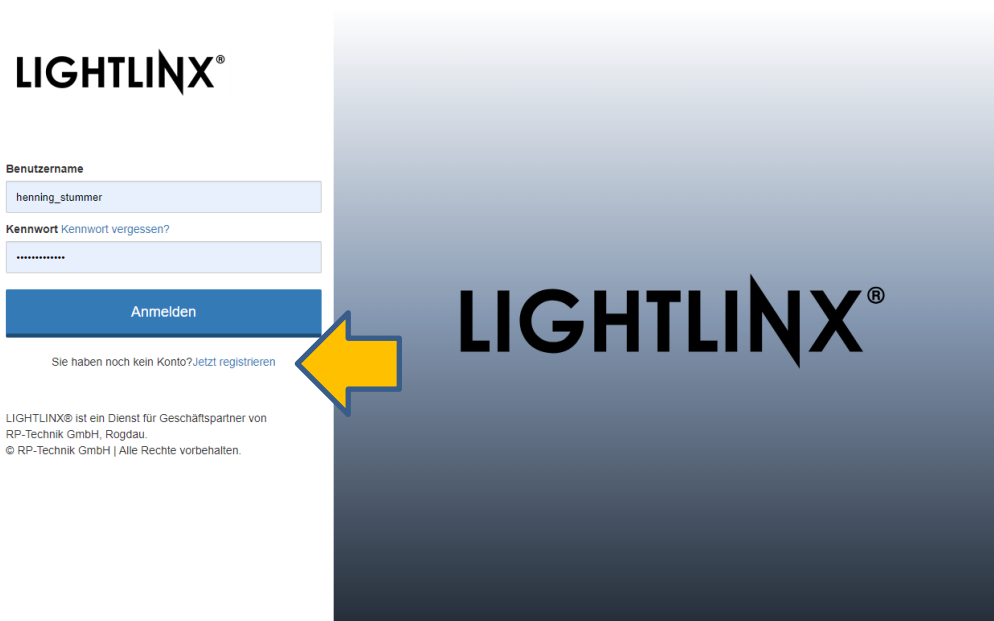 LIGHTLINX®
Benutzername
henning_stummer
Kennwort Kennwort vergessen?
•••••••••••••
Anmelden
Sie haben noch kein Konto?Jetzt registrieren
LIGHTLINX® ist ein Dienst für Geschäftspartner von
RP-Technik GmbH, Rogdau.
© RP-Technik GmbH | Alle Rechte vorbehalten.
LIGHTLINX®